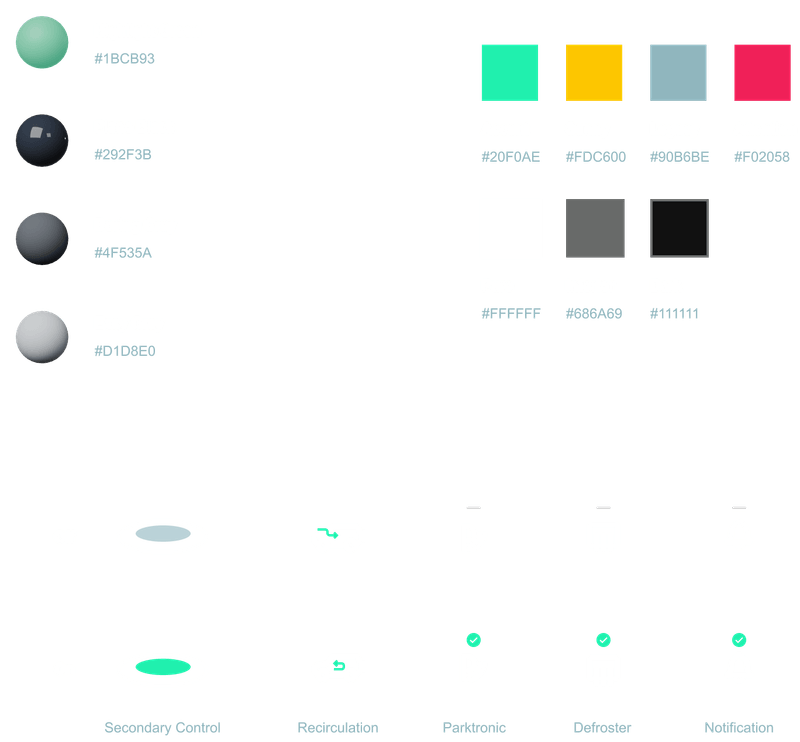 #1BCB93
#292F3B
#4F535A
#D1D8E0
#20F0AE
#FDC600
#90B6BE
#F02058
#FFFFFF
#686A69
#111111
Secondary Control
Recirculation
Parktronic
Defroster
Notification